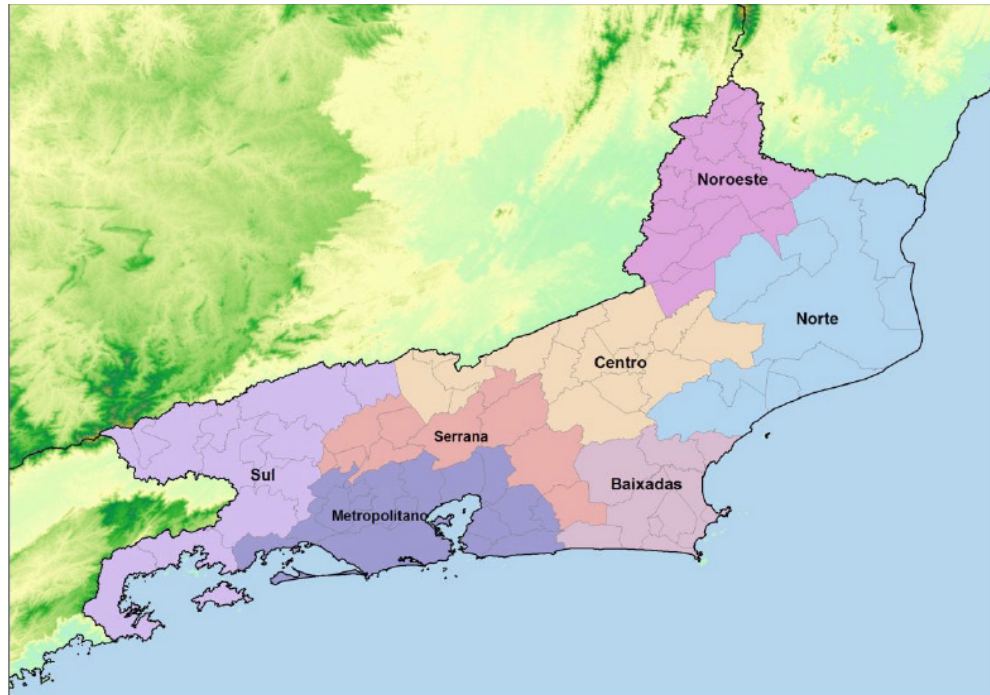 Noroeste
Norte
Centro
Serrana
Sul
Baixadas
Metropolitano